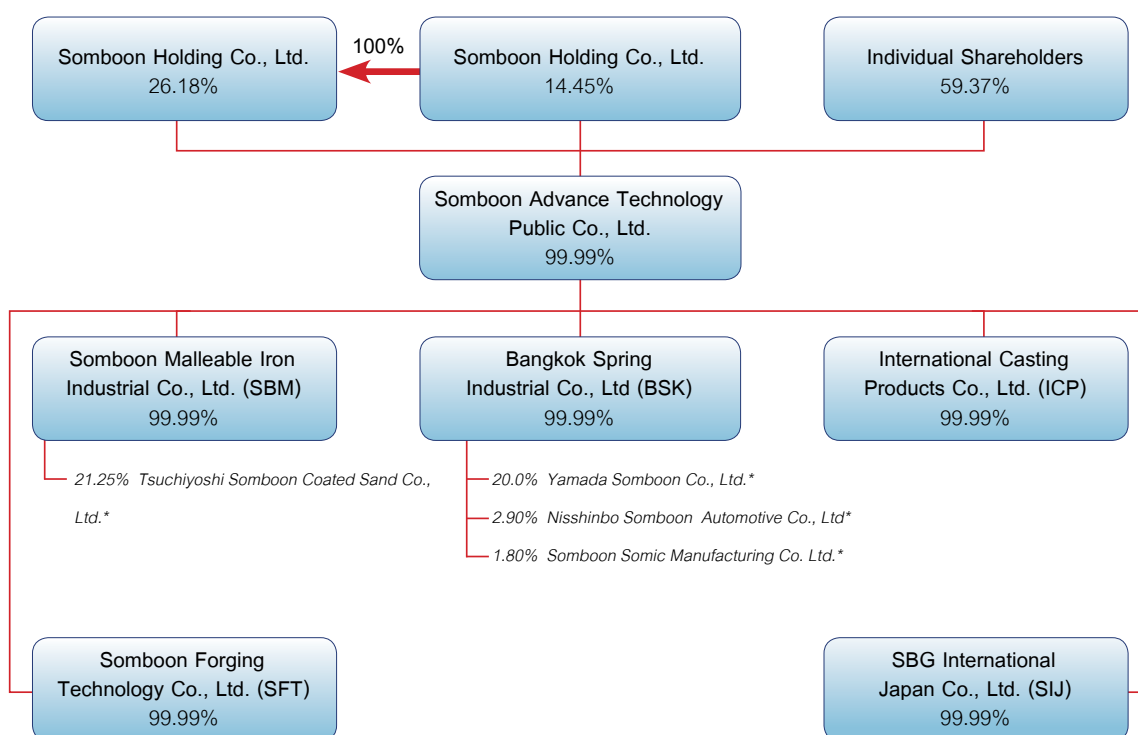 Somboon Holding Co., Ltd.
26.18%
100%
Somboon Holding Co., Ltd.
14.45%
Individual Shareholders
59.37%
Somboon Advance Technology
Public Co., Ltd.
99.99%
Somboon Malleable Iron
Industrial Co., Ltd. (SBM)
99.99%
Bangkok Spring
Industrial Co., Ltd (BSK)
99.99%
International Casting
Products Co., Ltd. (ICP)
99.99%
21.25% Tsuchiyoshi Somboon Coated Sand Co.,
Ltd.*
20.0% Yamada Somboon Co., Ltd.*
2.90% Nisshinbo Somboon Automotive Co., Ltd*
1.80% Somboon Somic Manufacturing Co. Ltd.*
Somboon Forging
Technology Co., Ltd. (SFT)
99.99%
SBG International
Japan Co., Ltd. (SIJ)
99.99%